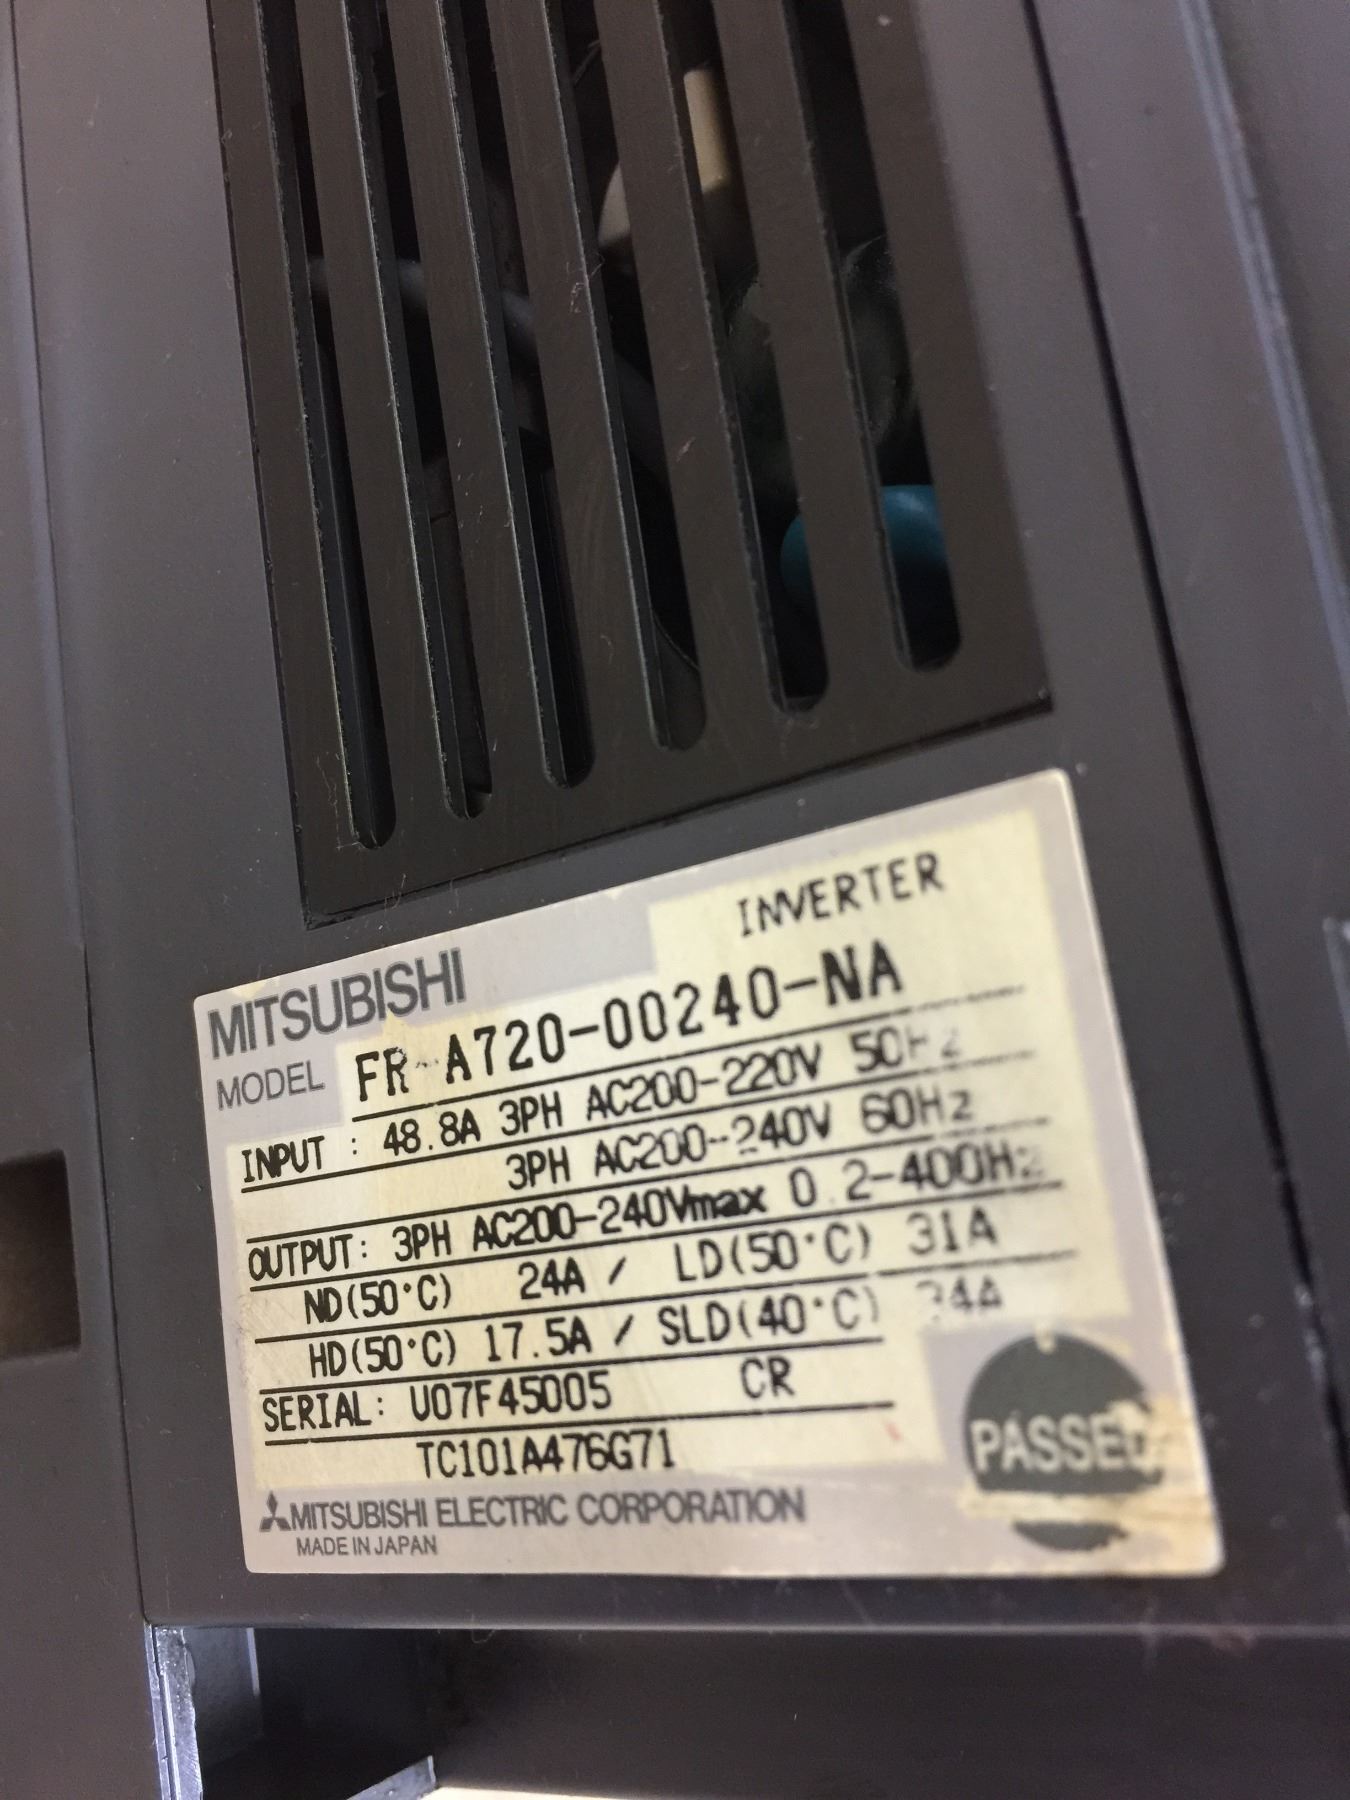 INVERTER
MITSUBISHI
MODEL FR-A720-00240-NA
INPUT : 48.8A 3PH AC200-220V 50Hz
3PH AC200-240V 60Hz
OUTPUT: 3PH AC200-240Vmax 0.2-400Hz
ND(50°C) 24A / LD(50°C) 31A
HD(50°C) 17.5A / SLD(40°C) 34A
SERIAL: U07F45005 CR
TC101A476G71
PASSED
MITSUBISHI ELECTRIC CORPORATION
MADE IN JAPAN